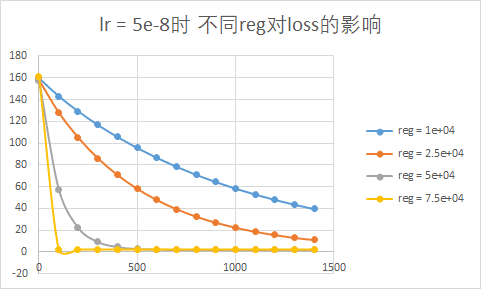 lr = 5e-8时 不同reg对loss的影响
180
160
140
120
100
80
60
40
20
0
-20
0 500 1000 1500
reg = 1e+04
reg = 2.5e+04
reg = 5e+04
reg = 7.5e+04